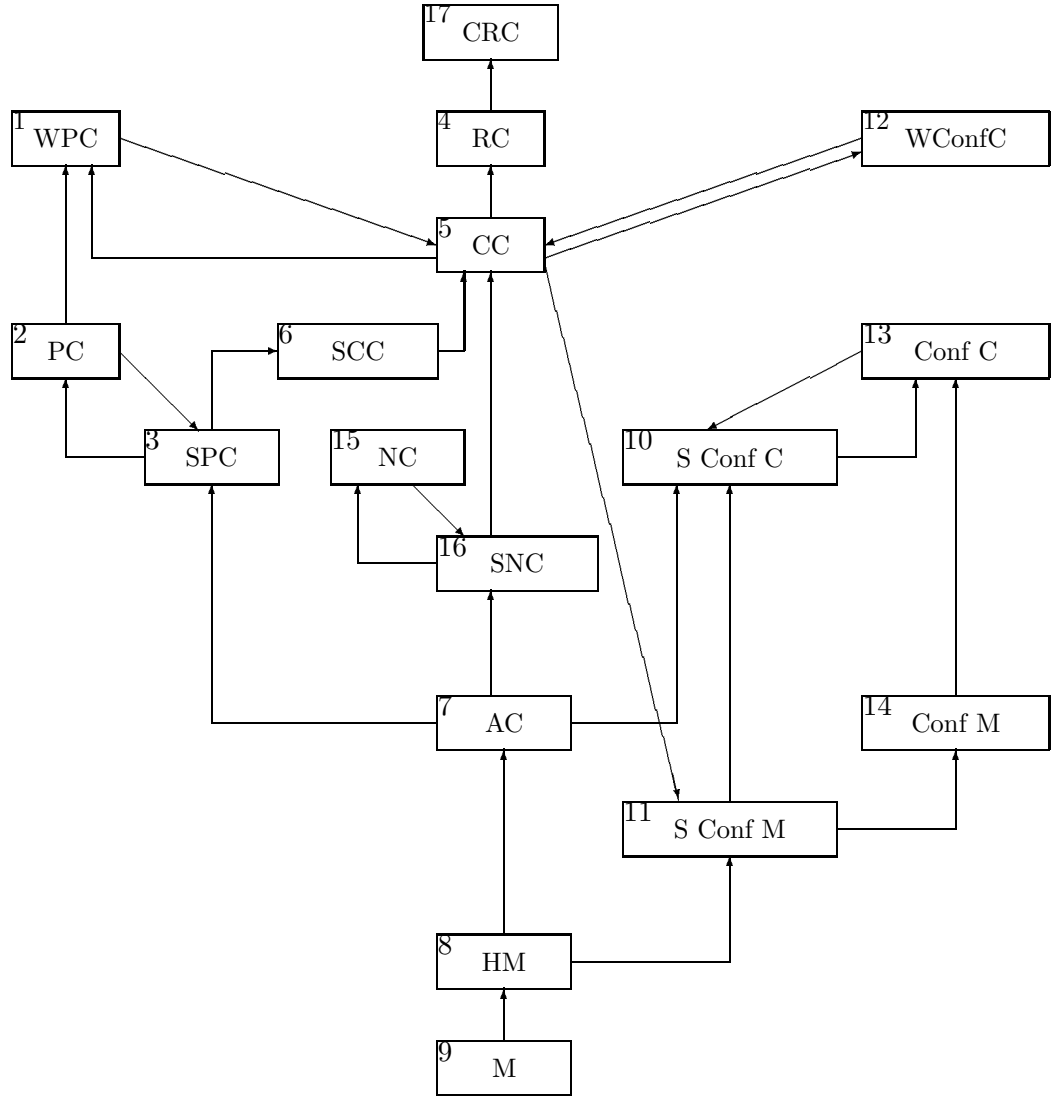 17 CRC
1 WPC
4 RC
12 WConfC
5 CC
2 PC
6 SCC
13 Conf C
3 SPC
15 NC
10 S Conf C
16 SNC
7 AC
14 Conf M
11 S Conf M
8 HM
9 M